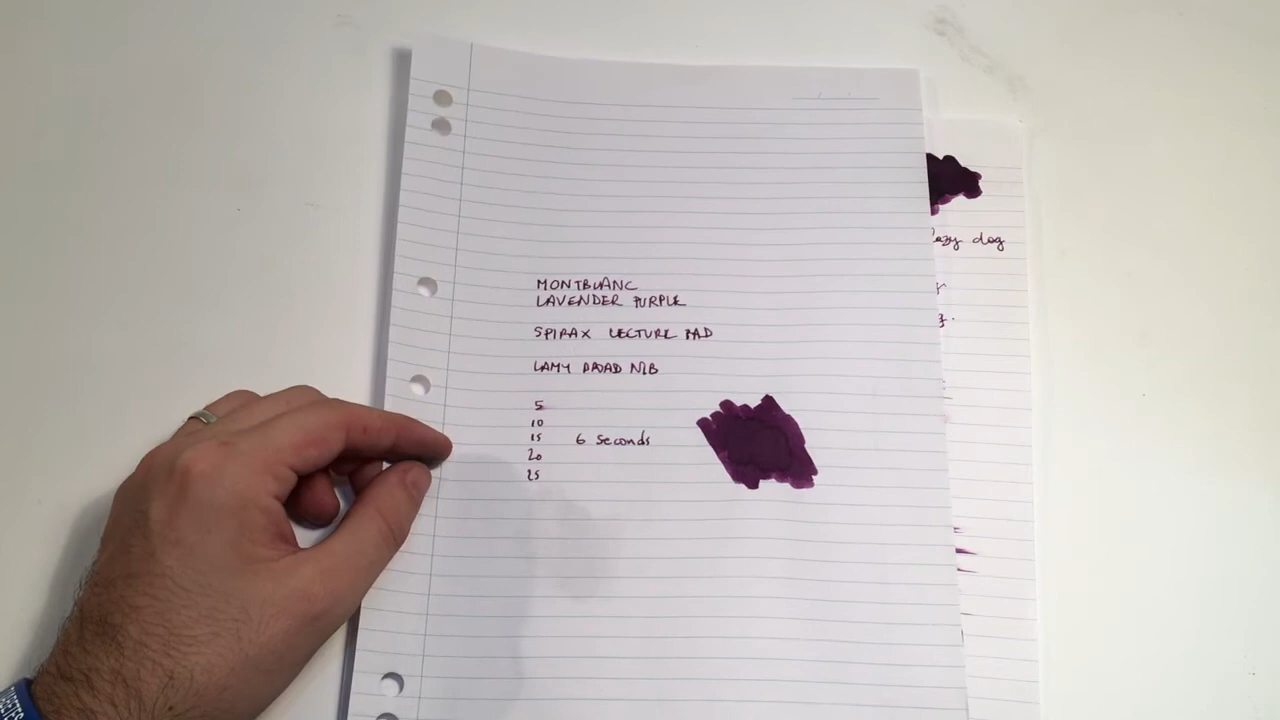 MONTBLANC
LAVENDER PURPLE
SPIRAX LECTURE PAD
LAMY BROAD NIB
5
10
15 6 seconds
20
25
lazy dog